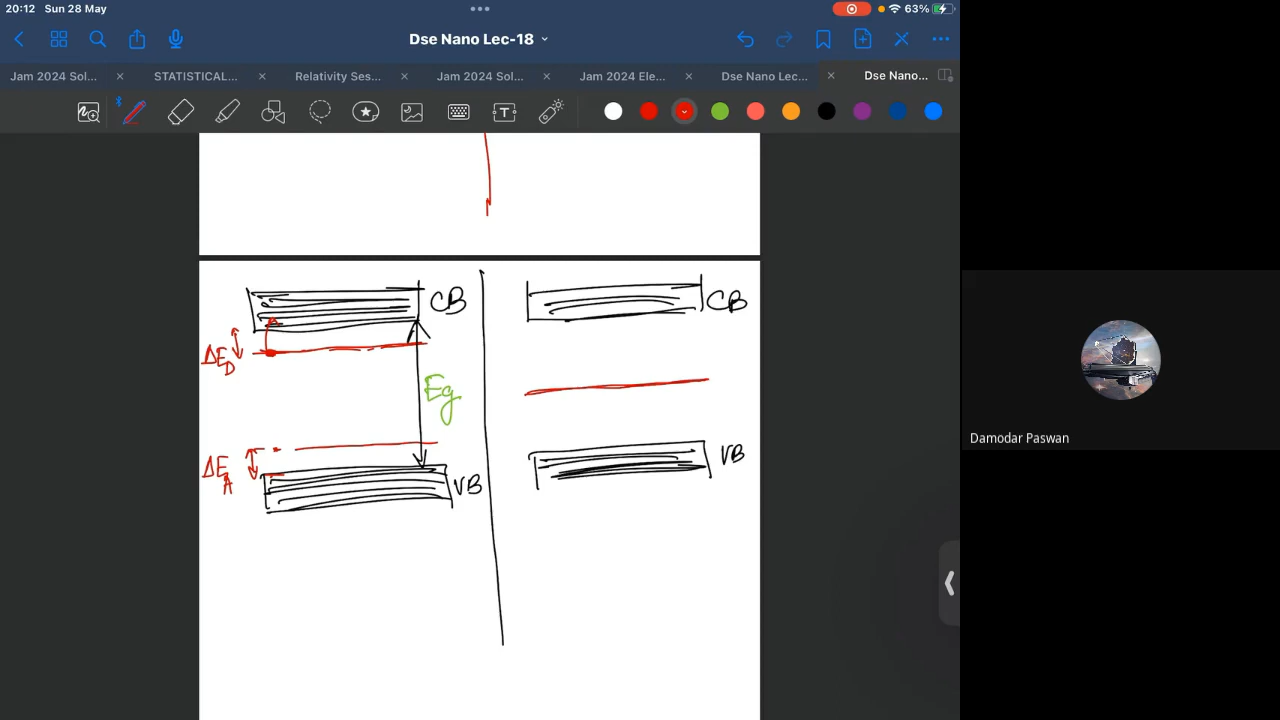 20:12 Sun 28 May
63%
Dse Nano Lec-18
Jam 2024 Sol...
STATISTICAL...
Relativity Ses...
Jam 2024 Sol...
Jam 2024 Ele...
Dse Nano Lec...
Dse Nano...
CB
CB
ΔE_D
Eg
ΔE_A
VB
VB
Damodar Paswan